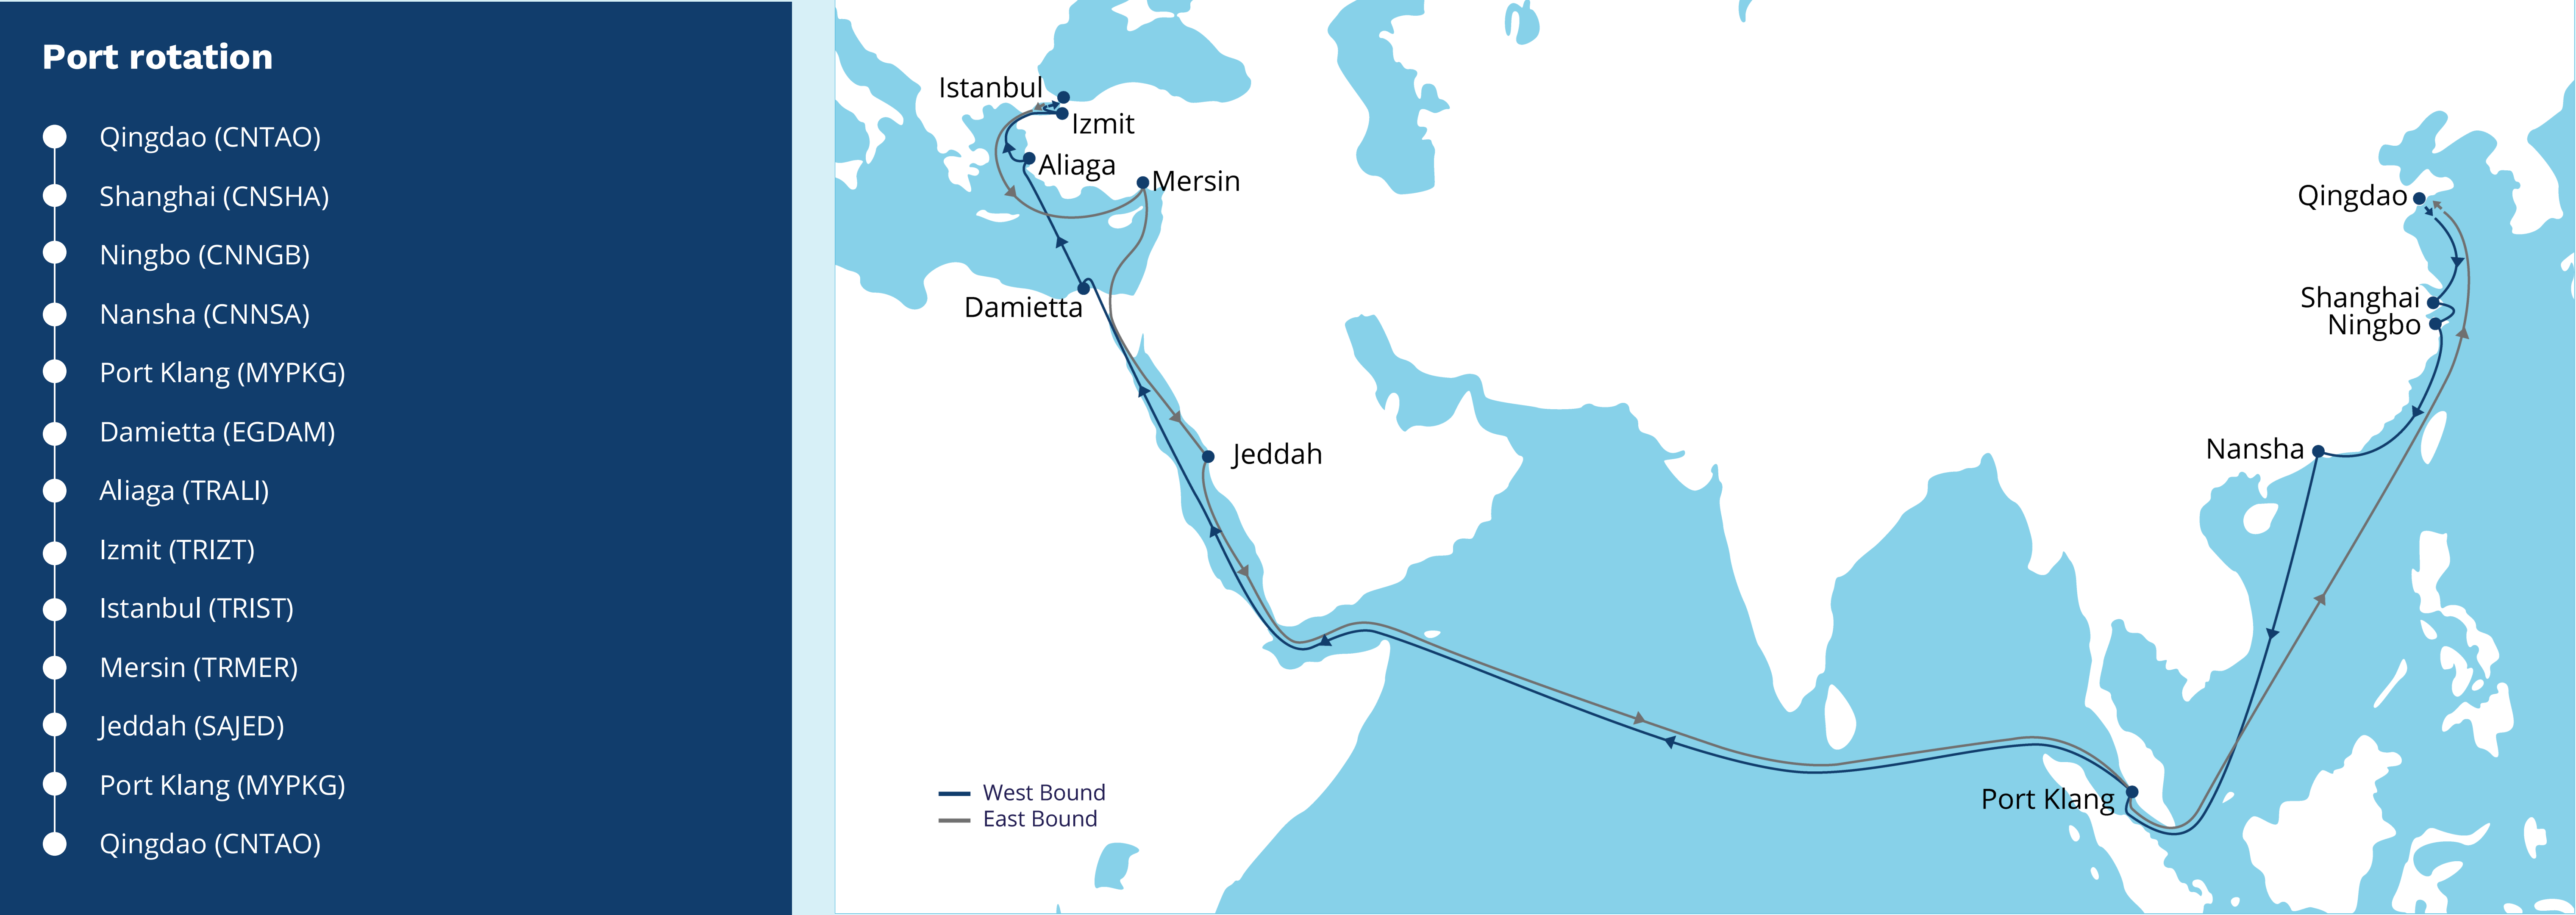 Port rotation
Qingdao (CNTAO)
Shanghai (CNSHA)
Ningbo (CNNGB)
Nansha (CNNSA)
Port Klang (MYPKG)
Damietta (EGDAM)
Aliaga (TRALI)
Izmit (TRIZT)
Istanbul (TRIST)
Mersin (TRMER)
Jeddah (SAJED)
Port Klang (MYPKG)
Qingdao (CNTAO)
Istanbul
Izmit
Aliaga
Mersin
Damietta
Jeddah
Qingdao
Shanghai
Ningbo
Nansha
Port Klang
West Bound
East Bound